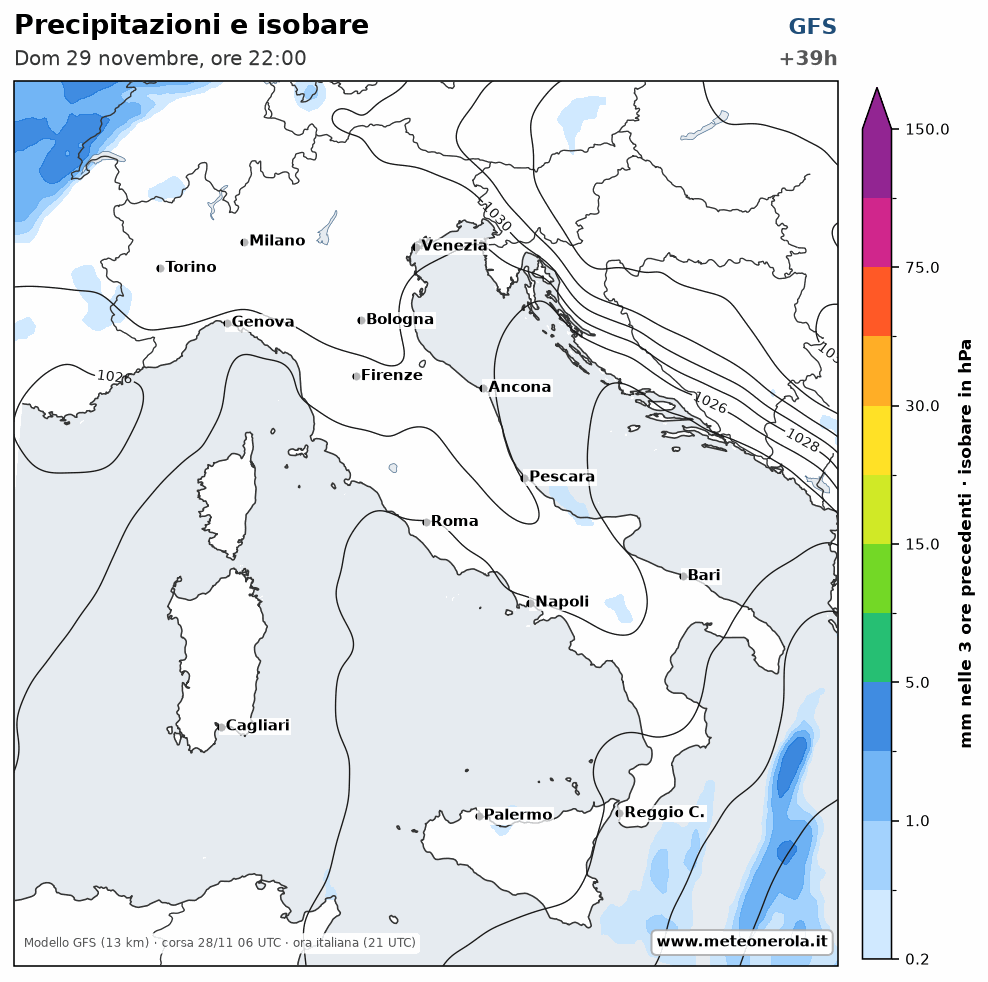 Precipitazioni e isobare
GFS
Dom 29 novembre, ore 22:00
+39h
1030
Milano
Venezia
Torino
Genova
Bologna
1026
Firenze
Ancona
1026
1028
Pescara
Roma
Bari
Napoli
Cagliari
Palermo
Reggio C.
Modello GFS (13 km) · corsa 28/11 06 UTC · ora italiana (21 UTC)
www.meteonerola.it
150.0
75.0
30.0
15.0
5.0
1.0
0.2
mm nelle 3 ore precedenti · isobare in hPa